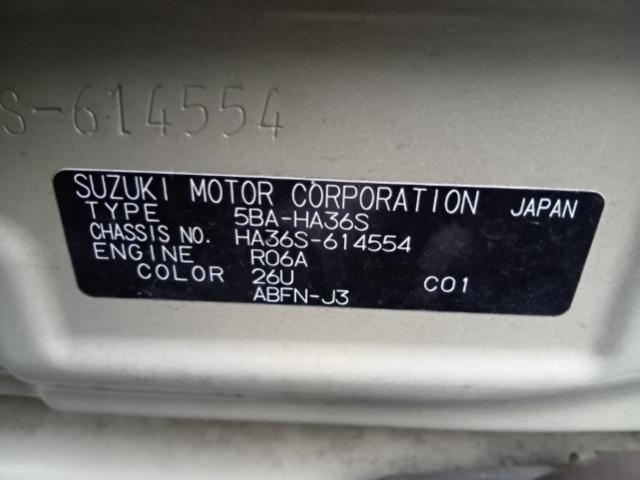 S-614554
SUZUKI MOTOR CORPORATION JAPAN
TYPE 5BA-HA36S
CHASSIS NO. HA36S-614554
ENGINE R06A
COLOR 26U C01
ABFN-J3